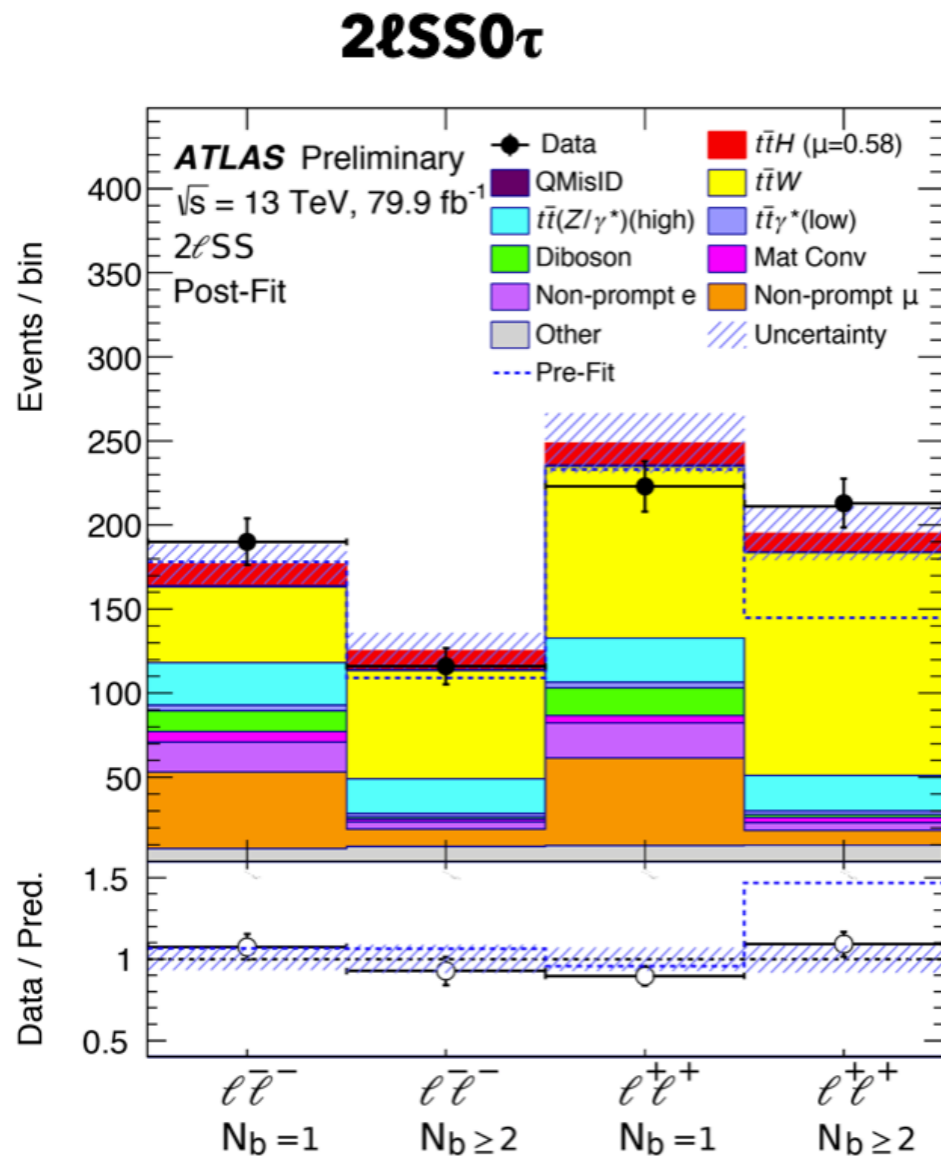 2ℓSS0τ
ATLAS Preliminary
√s = 13 TeV, 79.9 fb⁻¹
2ℓSS
Post-Fit
Data
tt̄H (μ=0.58)
QMisID
tt̄W
tt̄(Z/γ*)(high)
tt̄γ*(low)
Diboson
Mat Conv
Non-prompt e
Non-prompt μ
Other
Uncertainty
Pre-Fit
Events / bin
400
350
300
250
200
150
100
50
Data / Pred.
1.5
1
0.5
ℓ⁻ℓ⁻ ℓ⁻ℓ⁻ ℓ⁺ℓ⁺ ℓ⁺ℓ⁺
N_b = 1 N_b ≥ 2 N_b = 1 N_b ≥ 2